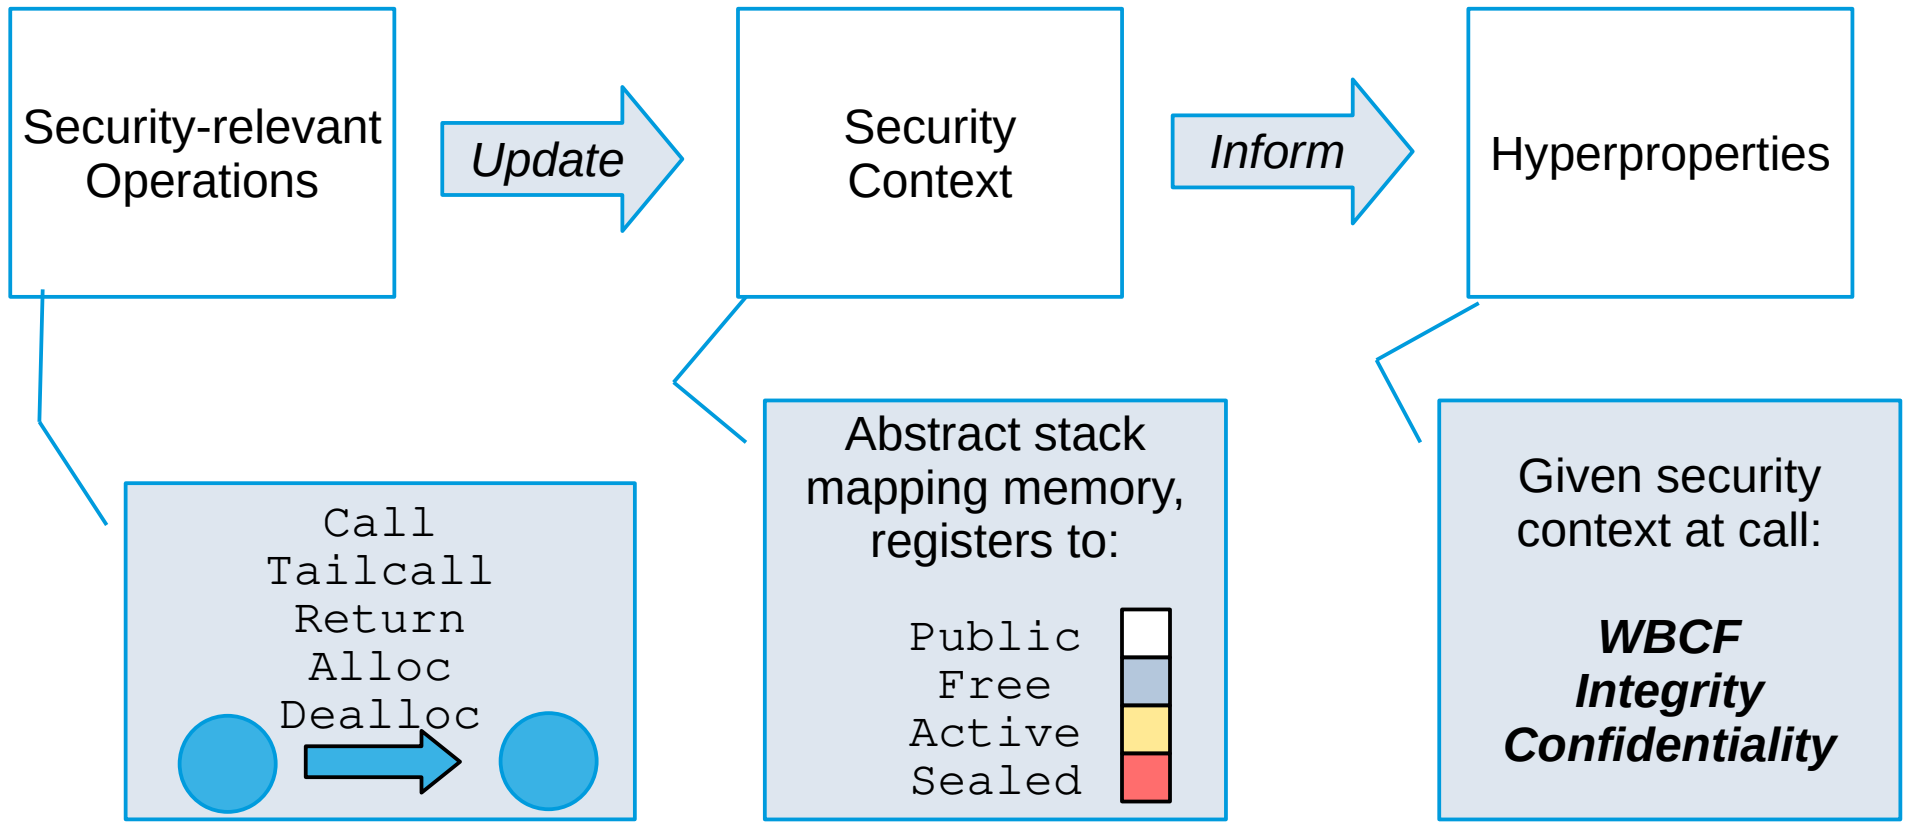 Security-relevant
Operations
Update
Security
Context
Inform
Hyperproperties
Call
Tailcall
Return
Alloc
Dealloc
Abstract stack
mapping memory,
registers to:
Public
Free
Active
Sealed
Given security
context at call:
WBCF
Integrity
Confidentiality